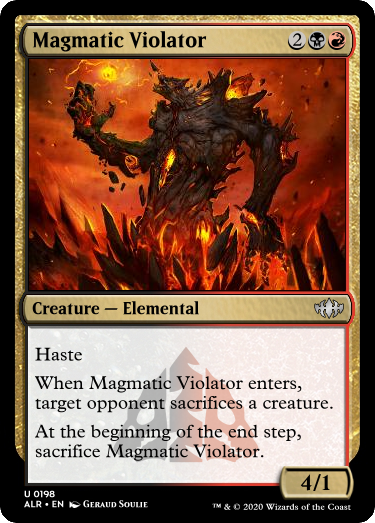 Magmatic Violator 2
Creature — Elemental
Haste
When Magmatic Violator enters,
target opponent sacrifices a creature.
At the beginning of the end step,
sacrifice Magmatic Violator.
4/1
U 0198
ALR • EN Geraud Soulie
™ & © 2020 Wizards of the Coast